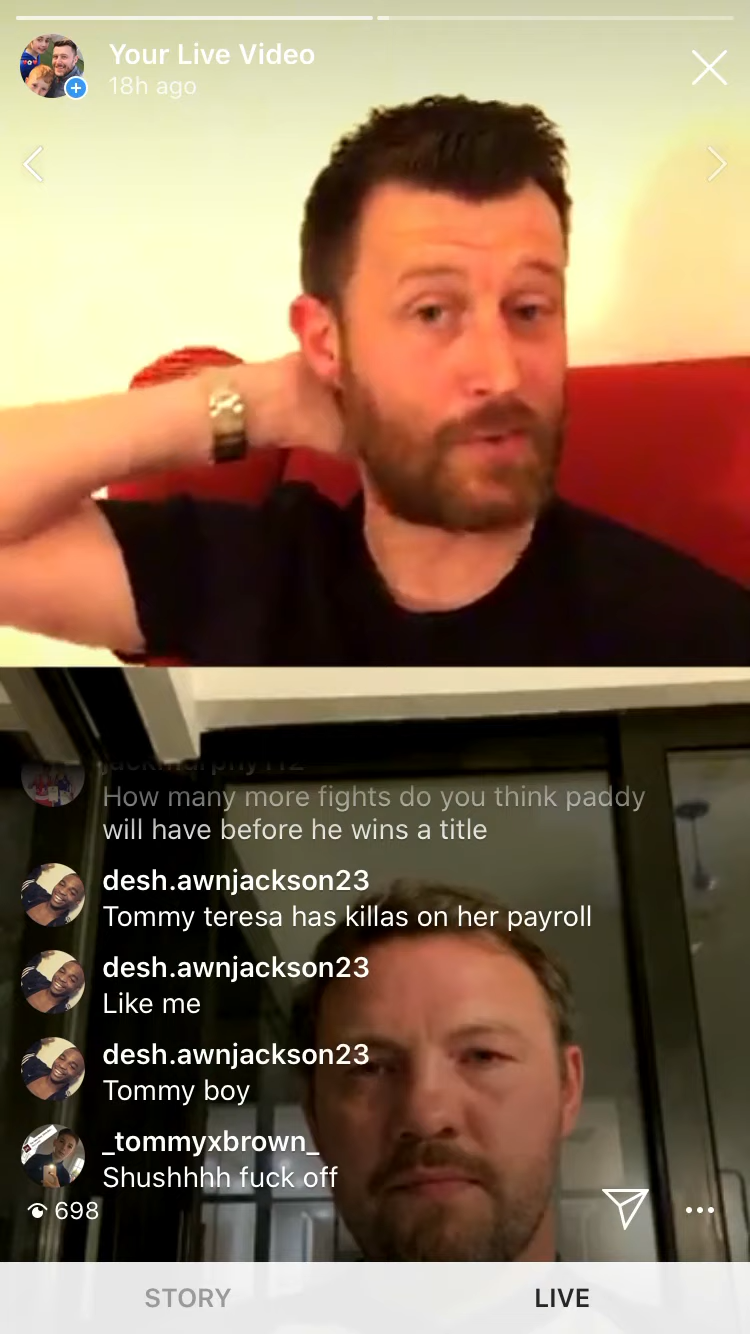 Your Live Video
18h ago
How many more fights do you think paddy
will have before he wins a title
desh.awnjackson23
Tommy teresa has killas on her payroll
desh.awnjackson23
Like me
desh.awnjackson23
Tommy boy
_tommyxbrown_
Shushhhh fuck off
698
STORY
LIVE